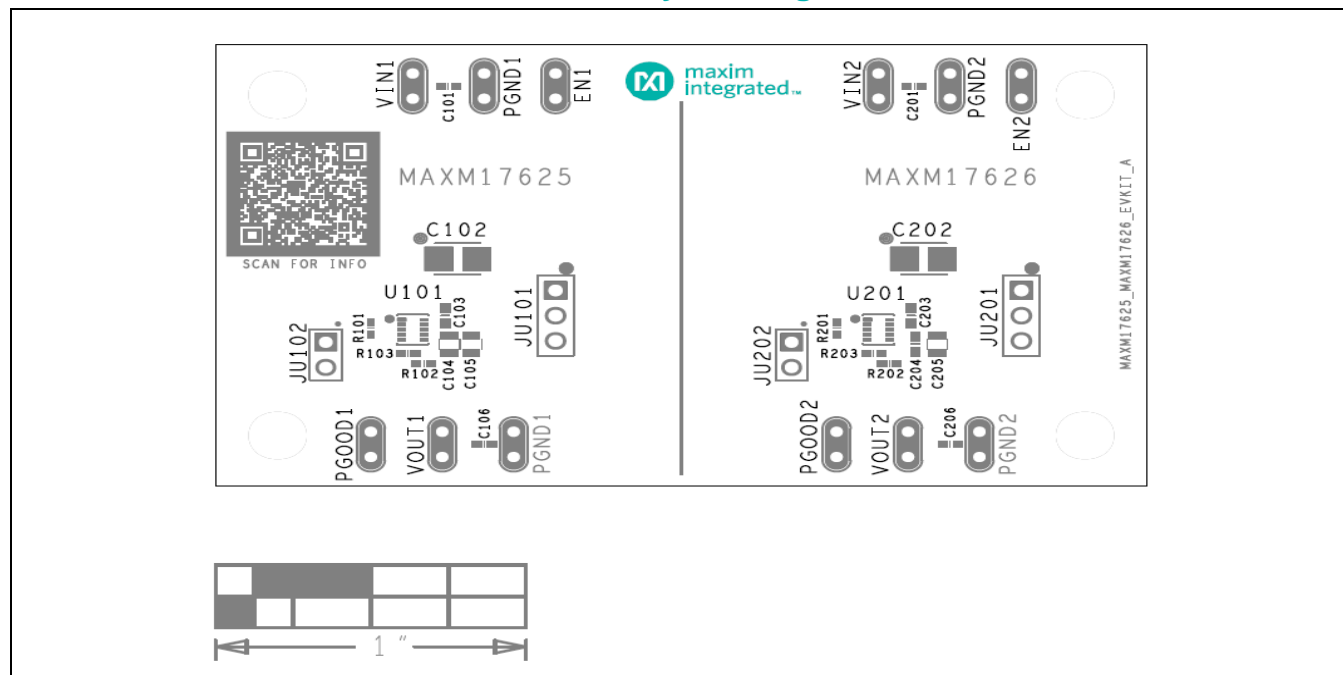 VIN1
C101
PGND1
EN1
maxim
integrated™
VIN2
C201
PGND2
EN2
SCAN FOR INFO
MAXM17625
MAXM17626
MAXM17625_MAXM17626_EVKIT_A
C102
C202
U101
C103
JU101
R101
JU102
R103
R102
C104
C105
U201
C203
JU201
R201
JU202
R203
R202
C204
C205
PGOOD1
VOUT1
C106
PGND1
PGOOD2
VOUT2
C206
PGND2
1 "